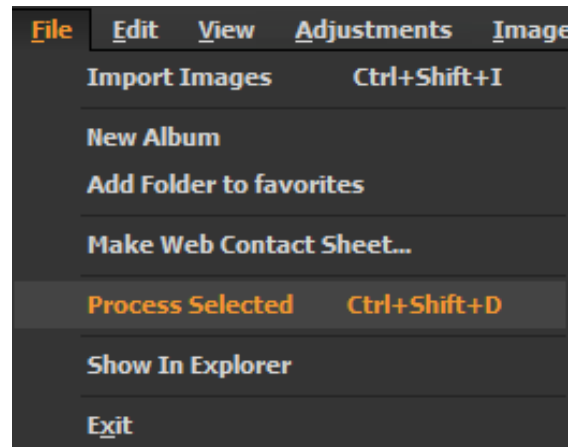 File Edit View Adjustments Image
Import Images Ctrl+Shift+I
New Album
Add Folder to favorites
Make Web Contact Sheet...
Process Selected Ctrl+Shift+D
Show In Explorer
Exit